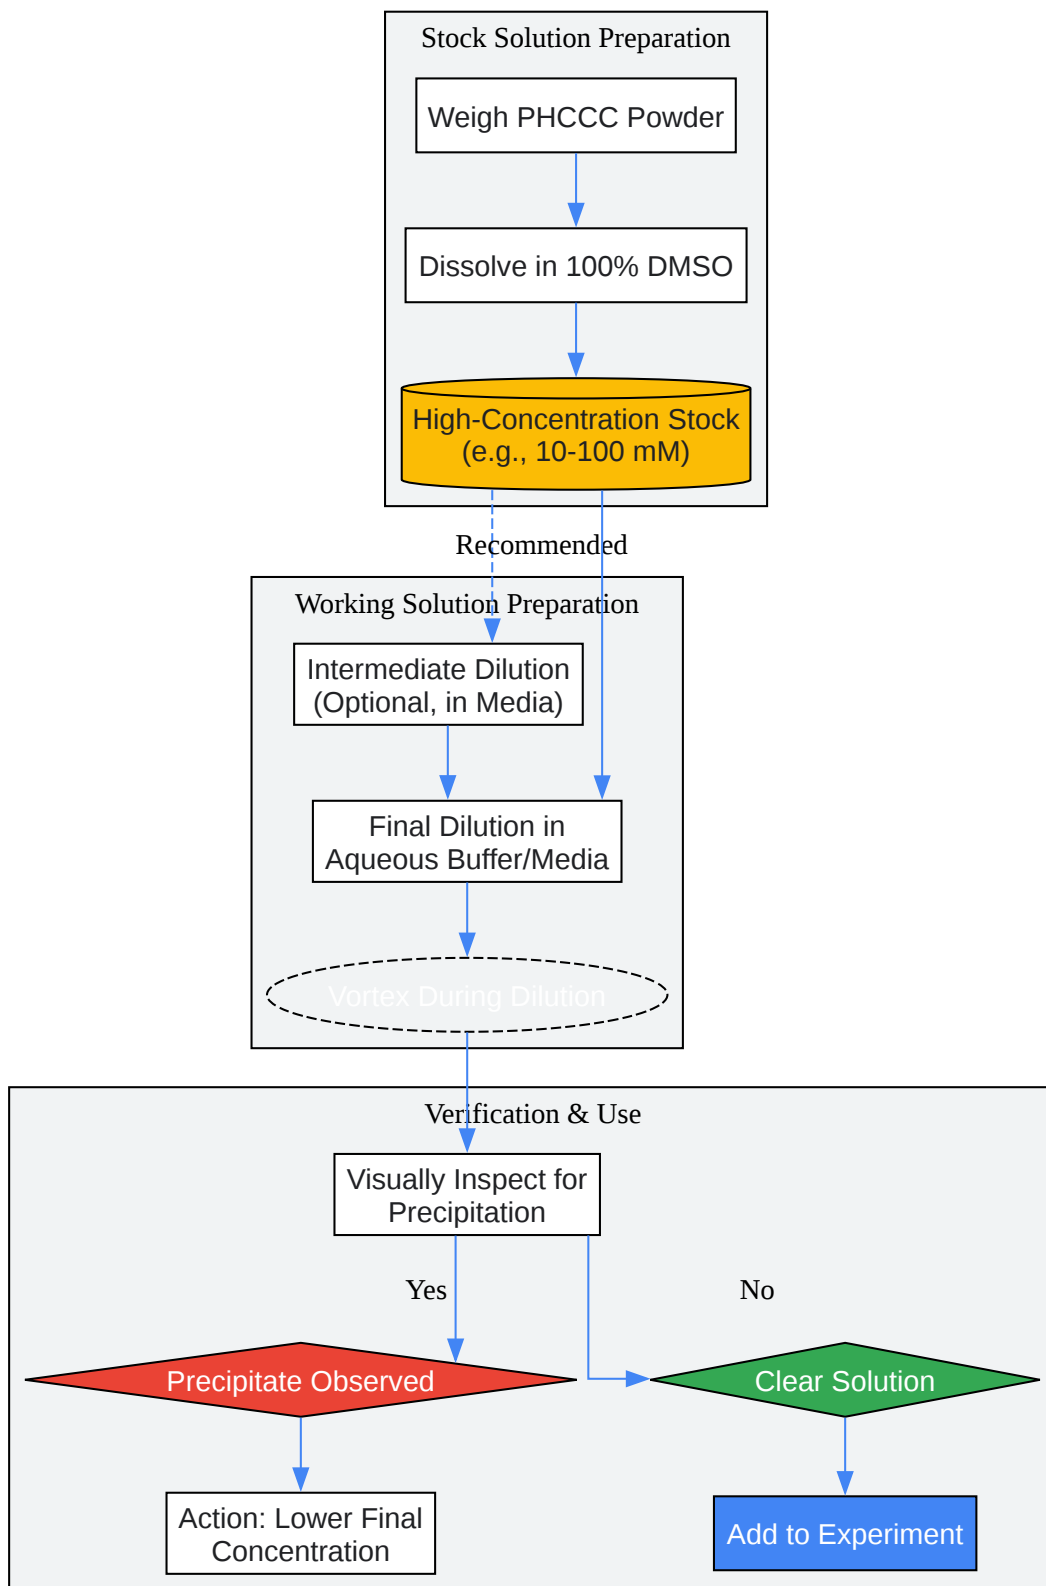 Stock Solution Preparation
Weigh PHCCC Powder
Dissolve in 100% DMSO
High-Concentration Stock
(e.g., 10-100 mM)
Recommended
Working Solution Preparation
Intermediate Dilution
(Optional, in Media)
Final Dilution in
Aqueous Buffer/Media
Vortex During Dilution
Verification & Use
Visually Inspect for
Precipitation
Yes
No
Precipitate Observed
Clear Solution
Action: Lower Final
Concentration
Add to Experiment